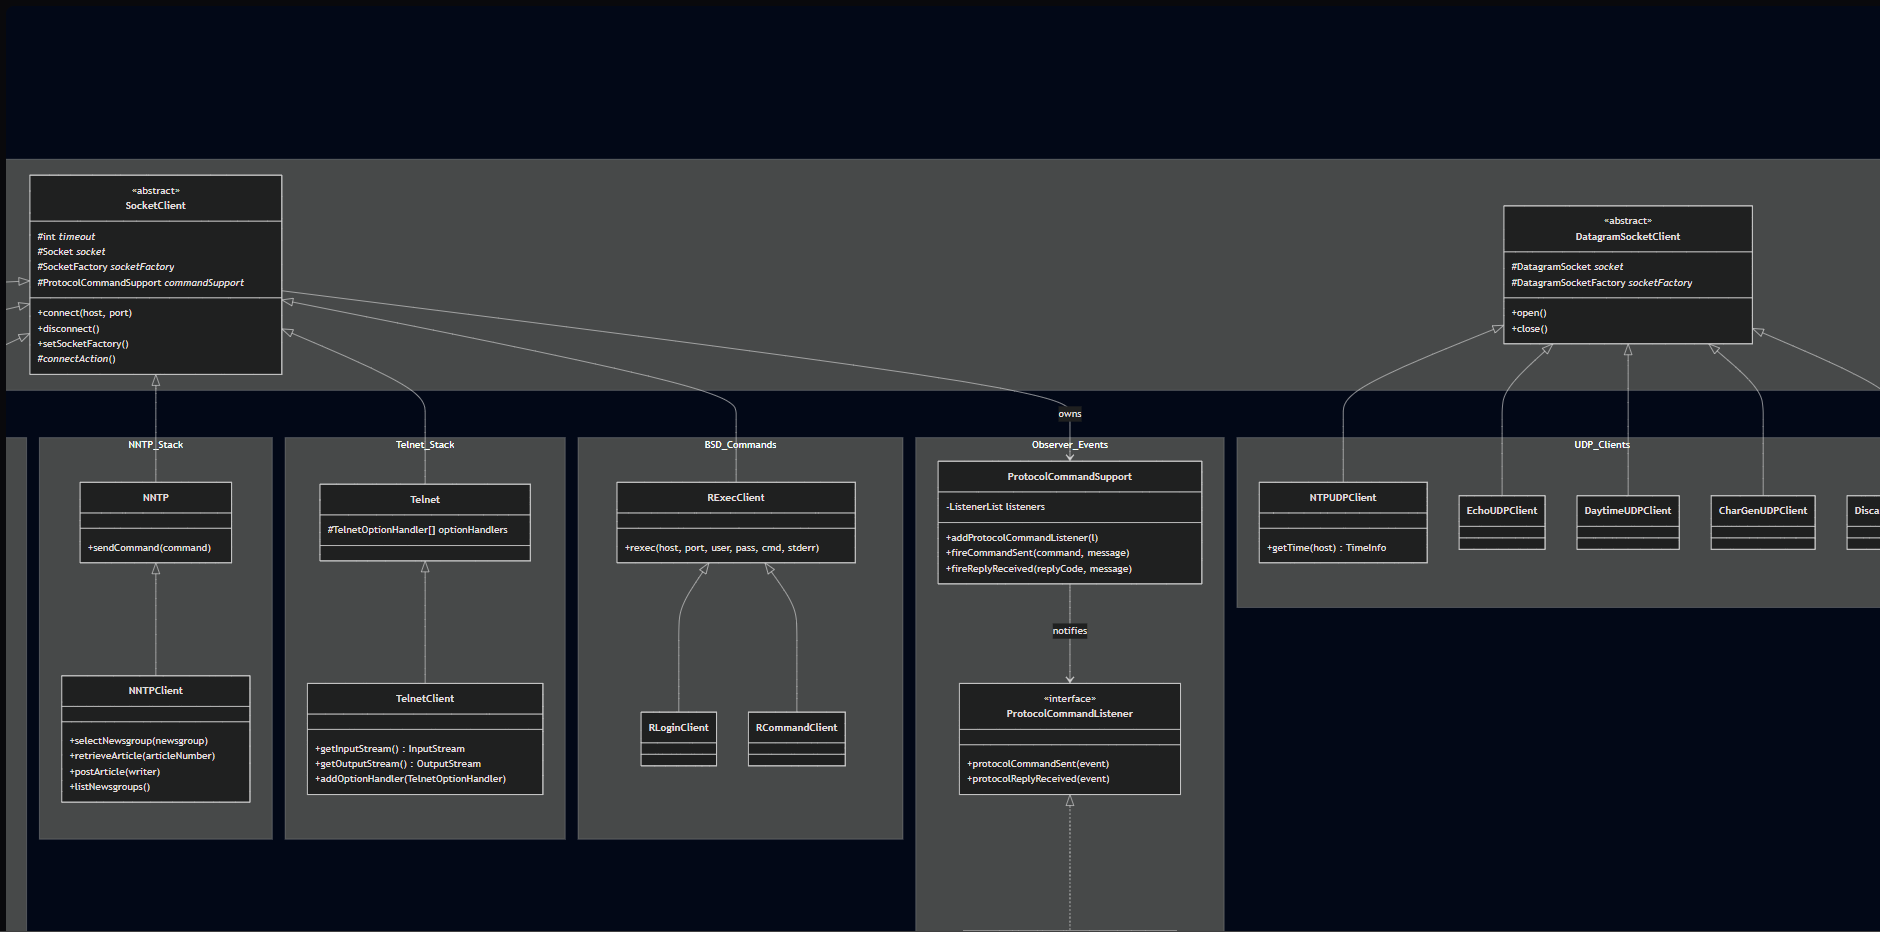 «abstract»
SocketClient
#int timeout
#Socket socket
#SocketFactory socketFactory
#ProtocolCommandSupport commandSupport
+connect(host, port)
+disconnect()
+setSocketFactory()
#connectAction()
«abstract»
DatagramSocketClient
#DatagramSocket socket
#DatagramSocketFactory socketFactory
+open()
+close()
owns
NNTP_Stack
NNTP
+sendCommand(command)
NNTPClient
+selectNewsgroup(newsgroup)
+retrieveArticle(articleNumber)
+postArticle(writer)
+listNewsgroups()
Telnet_Stack
Telnet
#TelnetOptionHandler[] optionHandlers
TelnetClient
+getInputStream() : InputStream
+getOutputStream() : OutputStream
+addOptionHandler(TelnetOptionHandler)
BSD_Commands
RExecClient
+rexec(host, port, user, pass, cmd, stderr)
RLoginClient
RCommandClient
Observer_Events
ProtocolCommandSupport
-ListenerList listeners
+addProtocolCommandListener(l)
+fireCommandSent(command, message)
+fireReplyReceived(replyCode, message)
notifies
«interface»
ProtocolCommandListener
+protocolCommandSent(event)
+protocolReplyReceived(event)
UDP_Clients
NTPUDPClient
+getTime(host) : TimeInfo
EchoUDPClient
DaytimeUDPClient
CharGenUDPClient
Disca